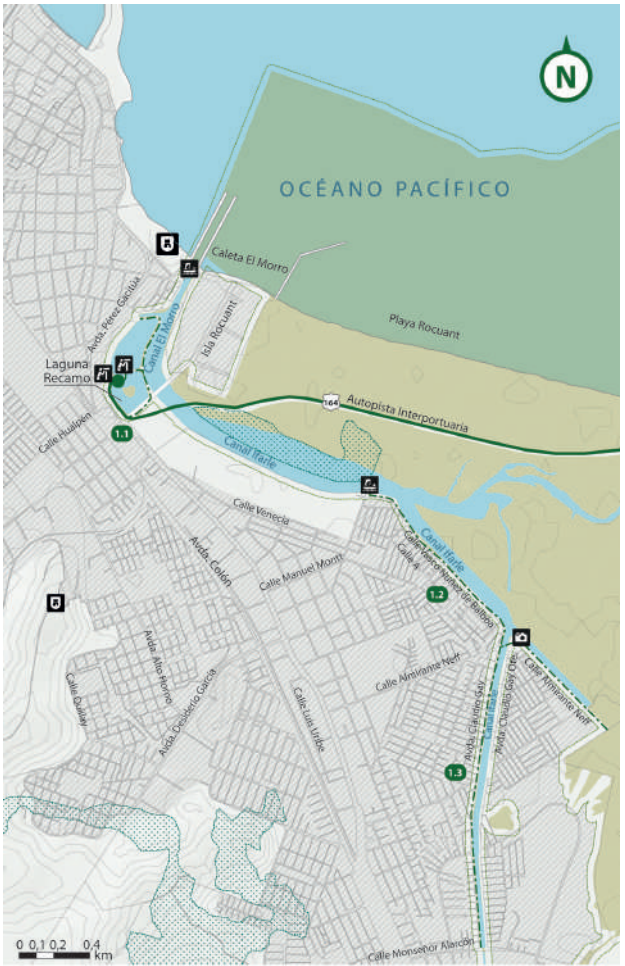 N
OCÉANO PACÍFICO
Caleta El Morro
Avda. Pérez Gacitúa
Canal El Morro
Isla Rocuant
Playa Rocuant
Laguna
Recamo
164
Autopista Interportuaria
Calle Hualpén
1.1
Canal Ifarle
Calle Venecia
Canal Ifarle
Avda. Colón
Calle Manuel Montt
Calle Vasco Núñez de Balboa
Calle A
1.2
Avda. Alto Horno
Calle Almirante Neff
Calle Almirante Neff
Calle Quillay
Avda. Desiderio García
Calle Luis Uribe
Avda. Claudio Gay
Canal Ifarle
Avda. Claudio Gay Ote.
1.3
Calle Monseñor Alarcón
0 0,1 0,2 0,4
km